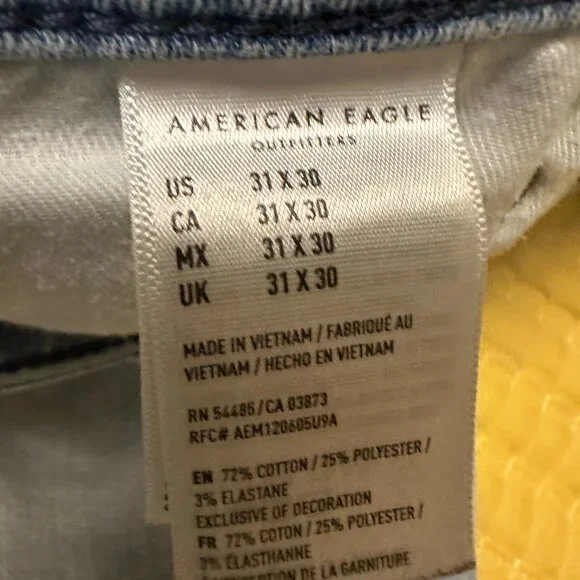 AMERICAN EAGLE
OUTFITTERS
US 31 X 30
CA 31 X 30
MX 31 X 30
UK 31 X 30
MADE IN VIETNAM / FABRIQUÉ AU
VIETNAM / HECHO EN VIETNAM
RN 54485/CA 03873
RFC# AEM120605U9A
EN 72% COTTON / 25% POLYESTER /
3% ELASTANE
EXCLUSIVE OF DECORATION
FR 72% COTON / 25% POLYESTER /
3% ÉLASTHANNE
DE LA GARNITURE